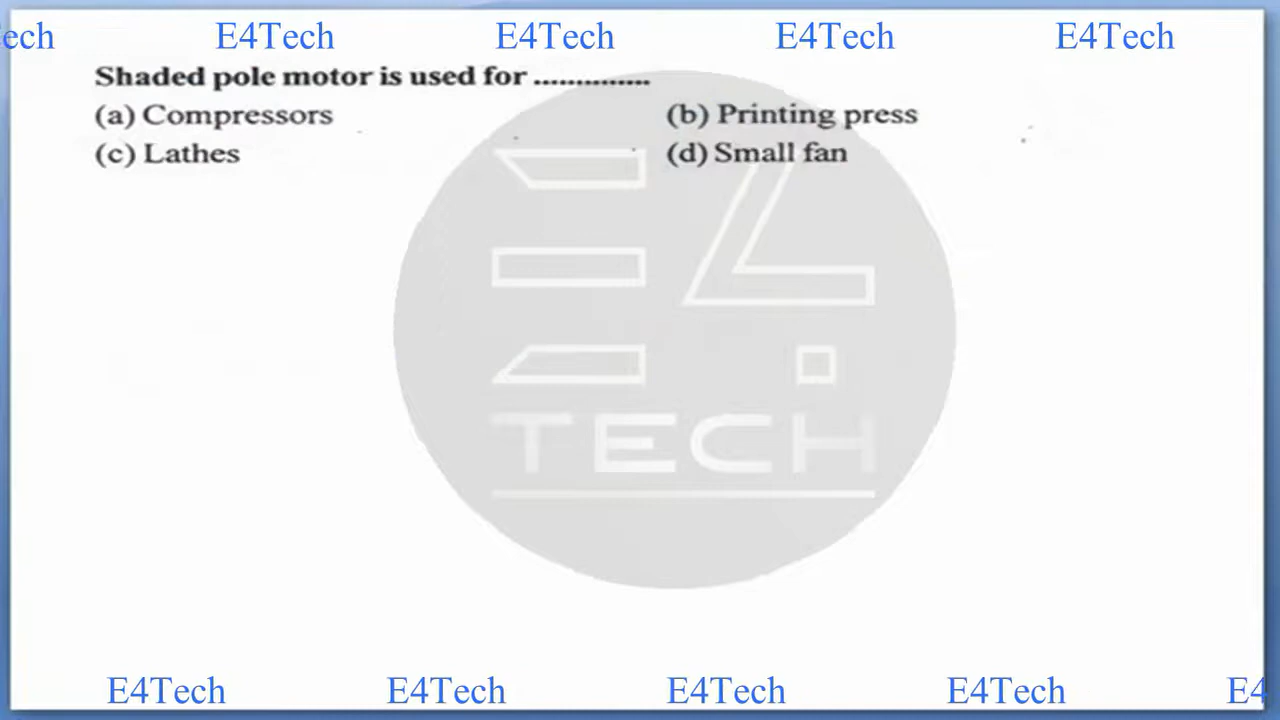 ech E4Tech E4Tech E4Tech E4Tech
Shaded pole motor is used for ..............
(a) Compressors (b) Printing press
(c) Lathes (d) Small fan
E4
TECH
E4Tech E4Tech E4Tech E4Tech E4